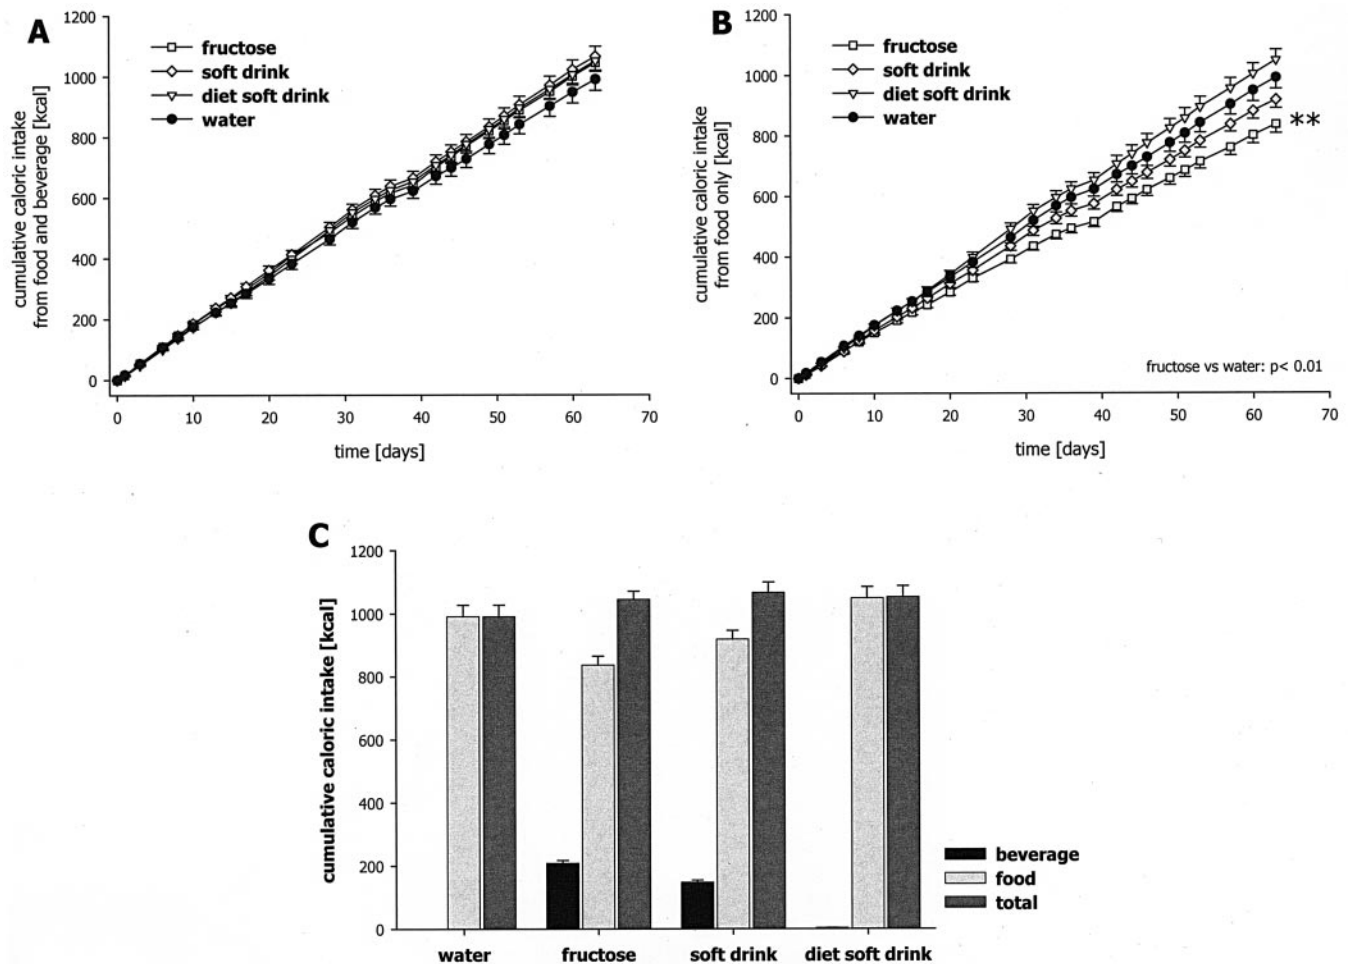 A
fructose
soft drink
diet soft drink
water
cumulative caloric intake
from food and beverage [kcal]
1200
1000
800
600
400
200
0
0 10 20 30 40 50 60 70
time [days]
B
fructose
soft drink
diet soft drink
water
cumulative caloric intake
from food only [kcal]
1200
1000
800
600
400
200
0
**
fructose vs water: p< 0.01
0 10 20 30 40 50 60 70
time [days]
C
cumulative caloric intake [kcal]
1200
1000
800
600
400
200
0
beverage
food
total
water fructose soft drink diet soft drink